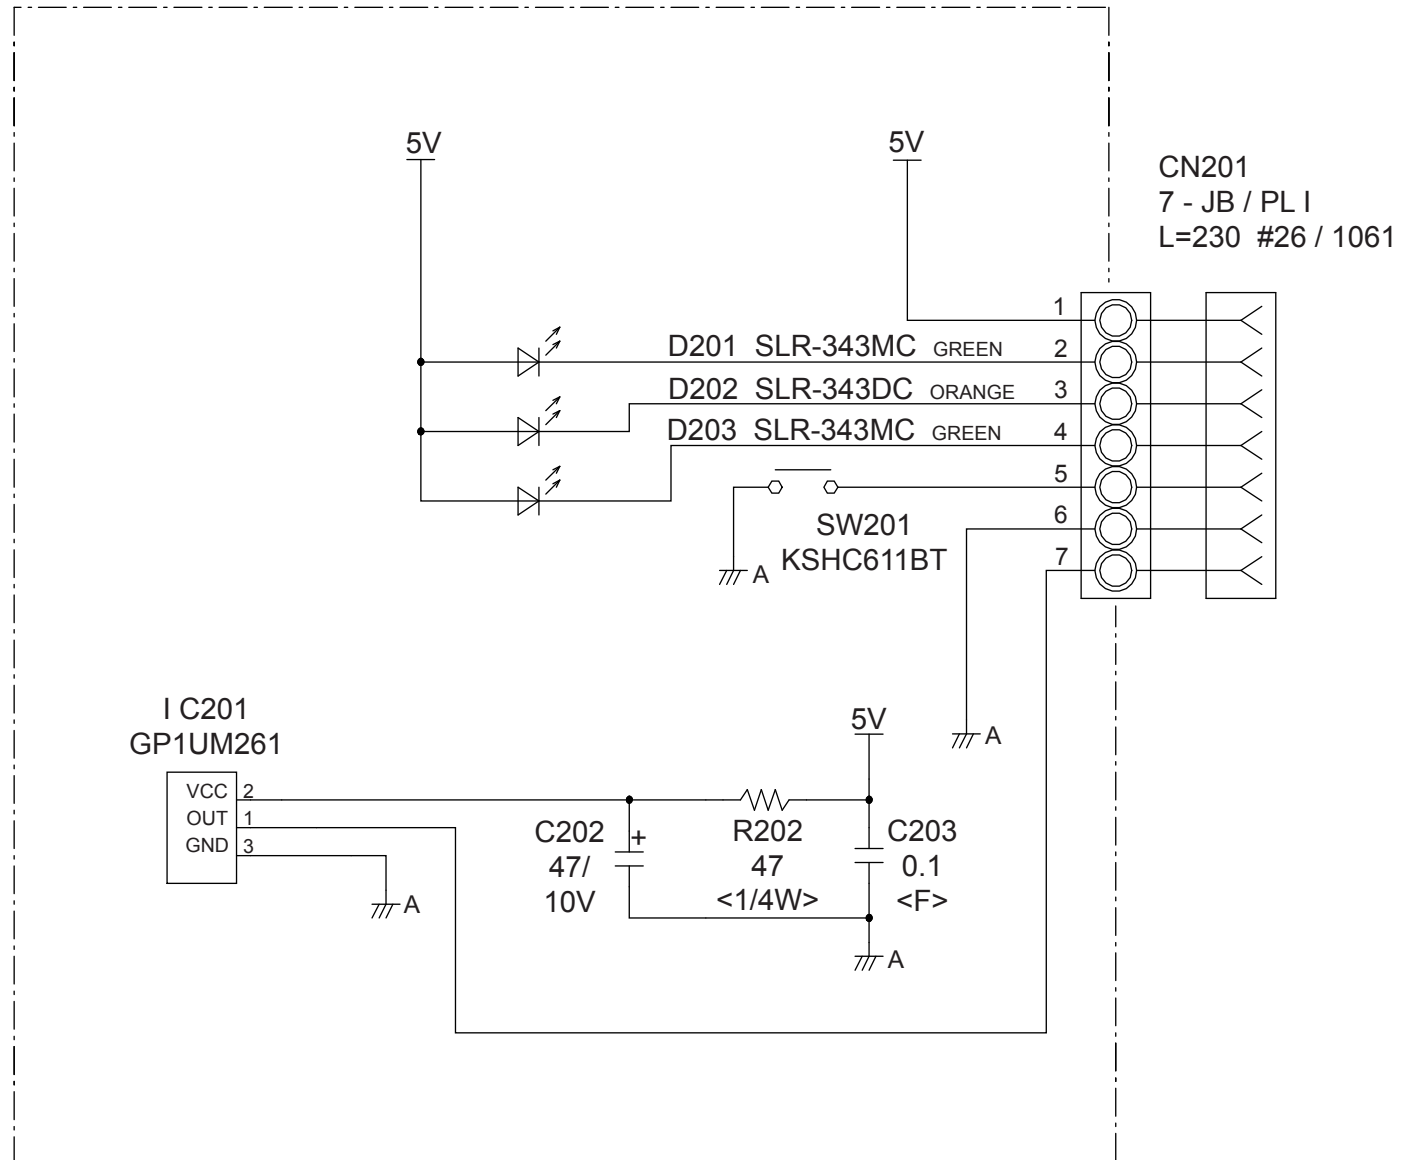 5V
5V
CN201
7 - JB / PL I
L=230 #26 / 1061
1
D201 SLR-343MC GREEN 2
D202 SLR-343DC ORANGE 3
D203 SLR-343MC GREEN 4
5
SW201
KSHC611BT
A
6
7
A
I C201
GP1UM261
5V
VCC 2
OUT 1
GND 3
A
C202
47/
10V
+
R202
47
<1/4W>
C203
0.1
<F>
A